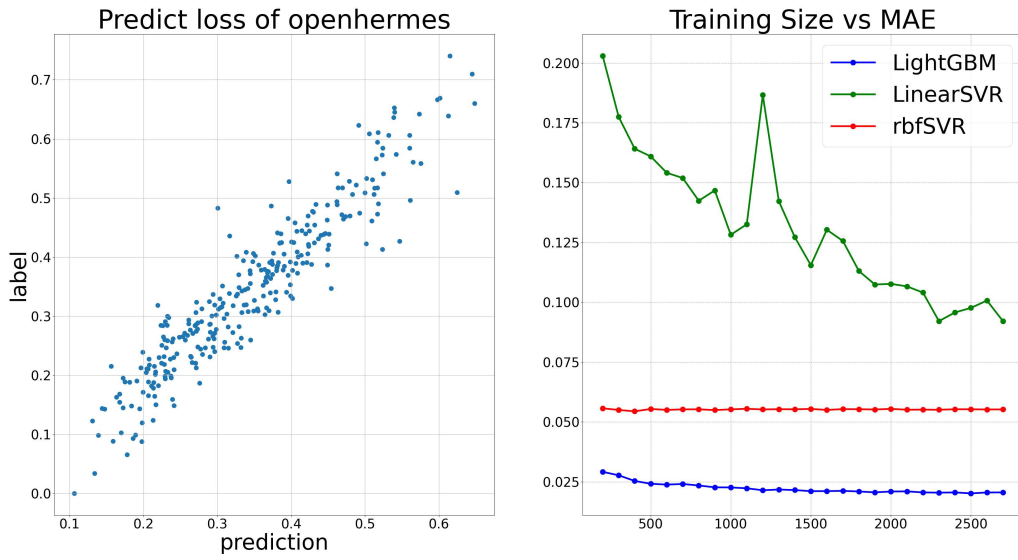 Predict loss of openhermes
label
0.7
0.6
0.5
0.4
0.3
0.2
0.1
0.0
0.1 0.2 0.3 0.4 0.5 0.6
prediction
Training Size vs MAE
LightGBM
LinearSVR
rbfSVR
0.200
0.175
0.150
0.125
0.100
0.075
0.050
0.025
500 1000 1500 2000 2500